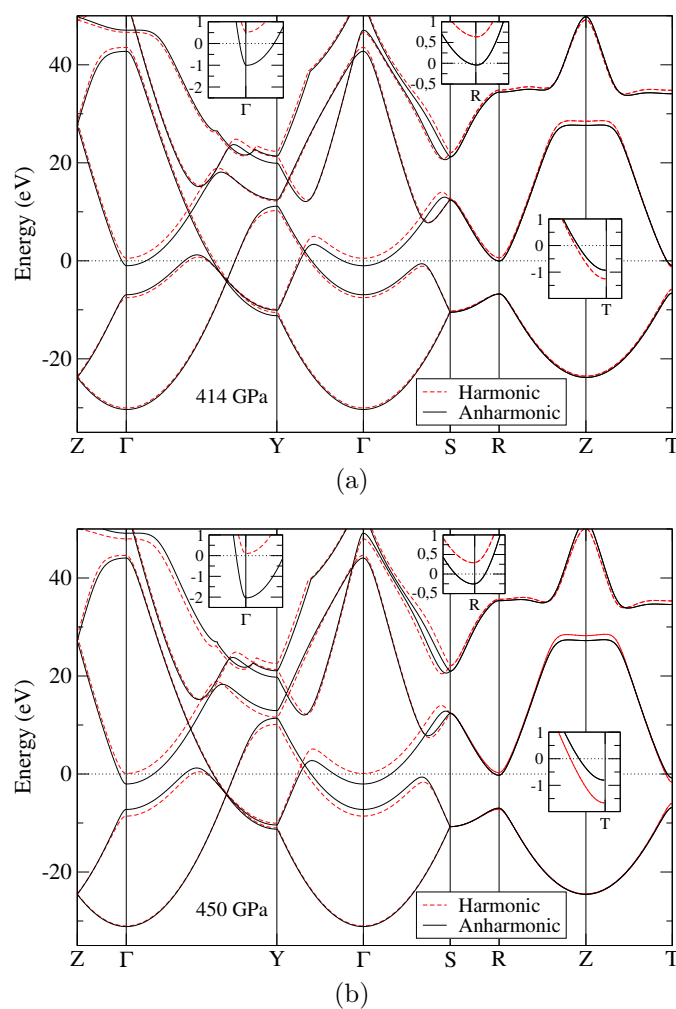 1
0
-1
-2
Γ
1
0,5
0
-0,5
R
1
0
-1
T
40
20
0
-20
Energy (eV)
414 GPa
Harmonic
Anharmonic
Z Γ Y Γ S R Z T
(a)
1
0
-1
-2
Γ
1
0,5
0
-0,5
R
1
0
-1
T
40
20
0
-20
Energy (eV)
450 GPa
Harmonic
Anharmonic
Z Γ Y Γ S R Z T
(b)